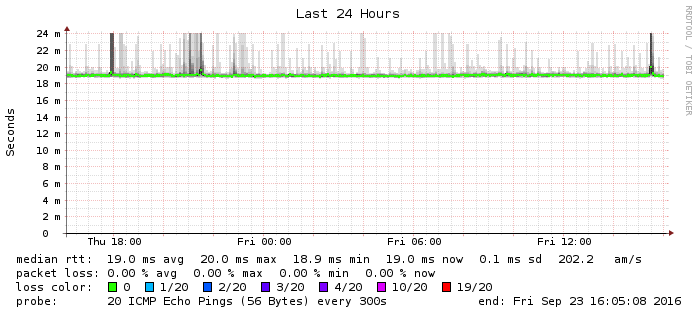 Last 24 Hours
RRDTOOL / TOBI OETIKER
Seconds
24 m
22 m
20 m
18 m
16 m
14 m
12 m
10 m
8 m
6 m
4 m
2 m
0
Thu 18:00 Fri 00:00 Fri 06:00 Fri 12:00
median rtt: 19.0 ms avg 20.0 ms max 18.9 ms min 19.0 ms now 0.1 ms sd 202.2 am/s
packet loss: 0.00 % avg 0.00 % max 0.00 % min 0.00 % now
loss color: 0 1/20 2/20 3/20 4/20 10/20 19/20
probe: 20 ICMP Echo Pings (56 Bytes) every 300s end: Fri Sep 23 16:05:08 2016